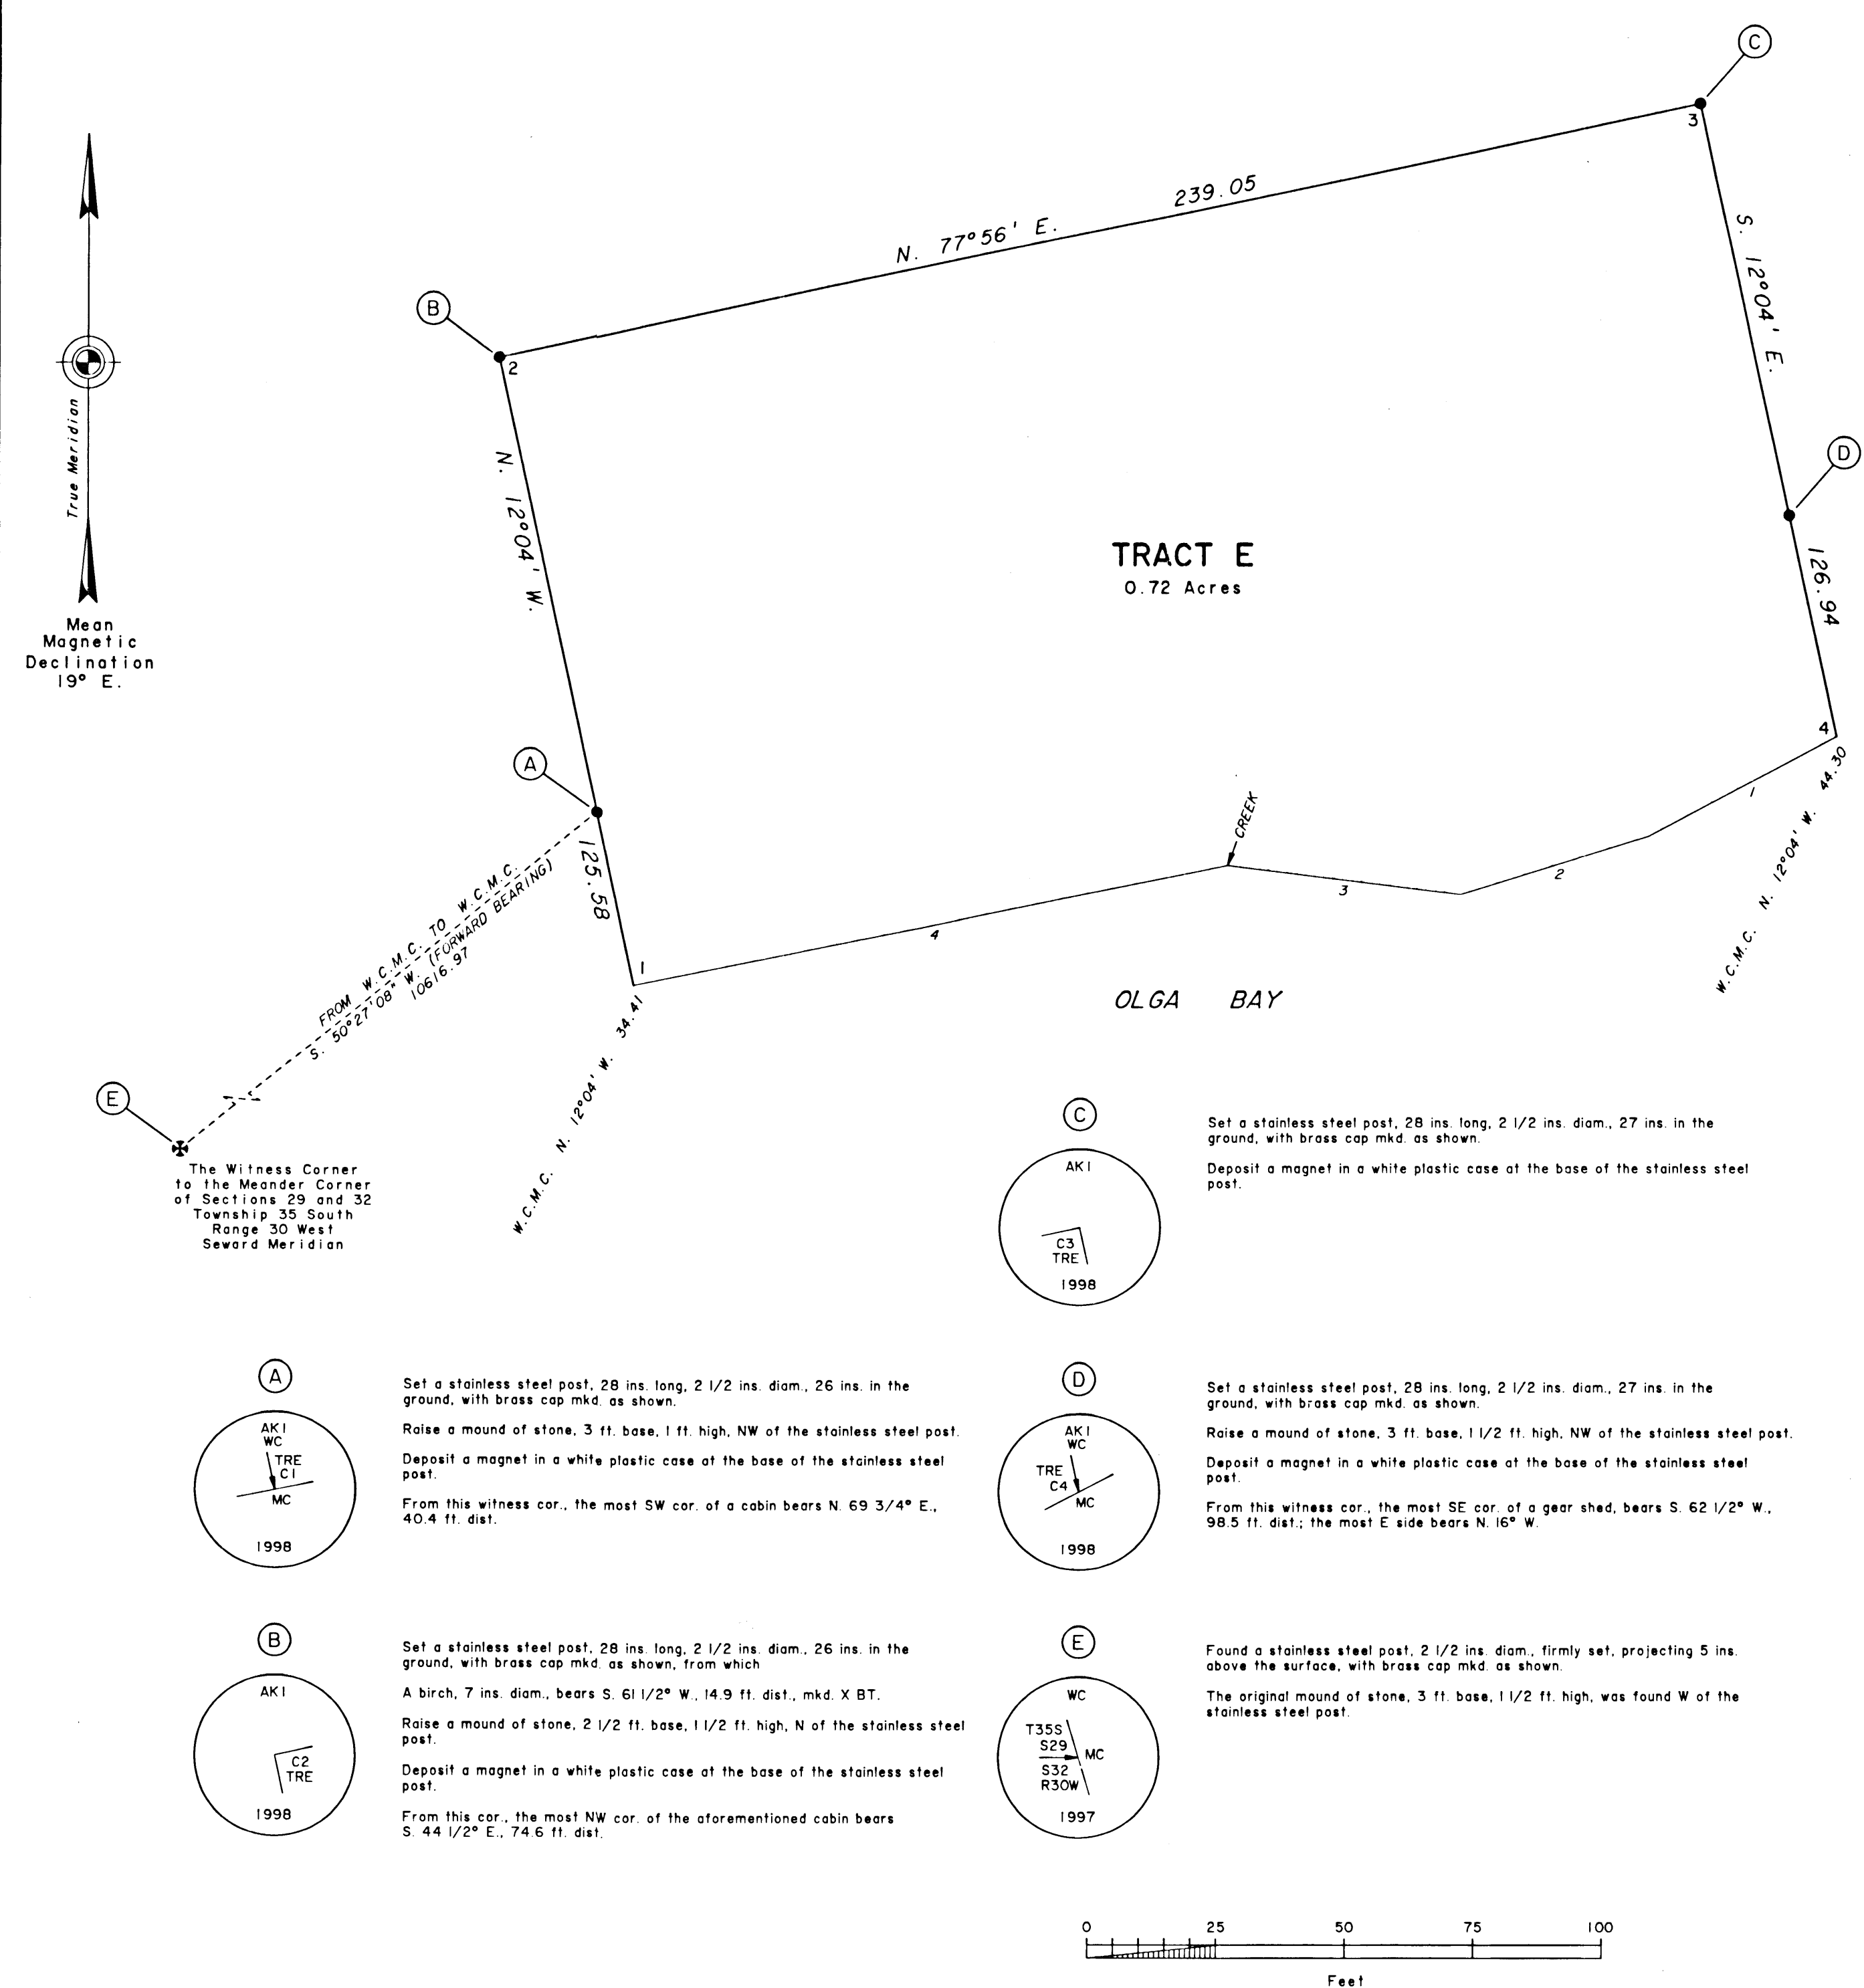 C
3
239.05
N. 77°56' E.
S. 12°04' E.
B
2
D
True Meridian
N. 12°04' W.
TRACT E
0.72 Acres
126.94
Mean
Magnetic
Declination
19° E.
4
44.30
A
1
CREEK
2
3
125.58
4
W.C.M.C. N. 12°04' W.
FROM W.C.M.C. TO W.C.M.C.
S. 50°27'08" W. (FORWARD BEARING)
10616.97
1
34.41
OLGA BAY
W.C.M.C. N. 12°04' W.
E
The Witness Corner
to the Meander Corner
of Sections 29 and 32
Township 35 South
Range 30 West
Seward Meridian
C
AK1
C3
TRE
1998
Set a stainless steel post, 28 ins. long, 2 1/2 ins. diam., 27 ins. in the
ground, with brass cap mkd. as shown.
Deposit a magnet in a white plastic case at the base of the stainless steel
post.
A
AK1
WC
TRE
C1
MC
1998
Set a stainless steel post, 28 ins. long, 2 1/2 ins. diam., 26 ins. in the
ground, with brass cap mkd. as shown.
Raise a mound of stone, 3 ft. base, 1 ft. high, NW of the stainless steel post.
Deposit a magnet in a white plastic case at the base of the stainless steel
post.
From this witness cor., the most SW cor. of a cabin bears N. 69 3/4° E.,
40.4 ft. dist.
D
AK1
WC
TRE
C4
MC
1998
Set a stainless steel post, 28 ins. long, 2 1/2 ins. diam., 27 ins. in the
ground, with brass cap mkd. as shown.
Raise a mound of stone, 3 ft. base, 1 1/2 ft. high, NW of the stainless steel post.
Deposit a magnet in a white plastic case at the base of the stainless steel
post.
From this witness cor., the most SE cor. of a gear shed, bears S. 62 1/2° W.,
98.5 ft. dist.; the most E side bears N. 16° W.
B
AK1
C2
TRE
1998
Set a stainless steel post, 28 ins. long, 2 1/2 ins. diam., 26 ins. in the
ground, with brass cap mkd. as shown, from which
A birch, 7 ins. diam., bears S. 61 1/2° W., 14.9 ft. dist., mkd. X BT.
Raise a mound of stone, 2 1/2 ft. base, 1 1/2 ft. high, N of the stainless steel
post.
Deposit a magnet in a white plastic case at the base of the stainless steel
post.
From this cor., the most NW cor. of the aforementioned cabin bears
S. 44 1/2° E., 74.6 ft. dist.
E
WC
T35S
S29
MC
S32
R30W
1997
Found a stainless steel post, 2 1/2 ins. diam., firmly set, projecting 5 ins.
above the surface, with brass cap mkd. as shown.
The original mound of stone, 3 ft. base, 1 1/2 ft. high, was found W of the
stainless steel post.
0 25 50 75 100
Feet